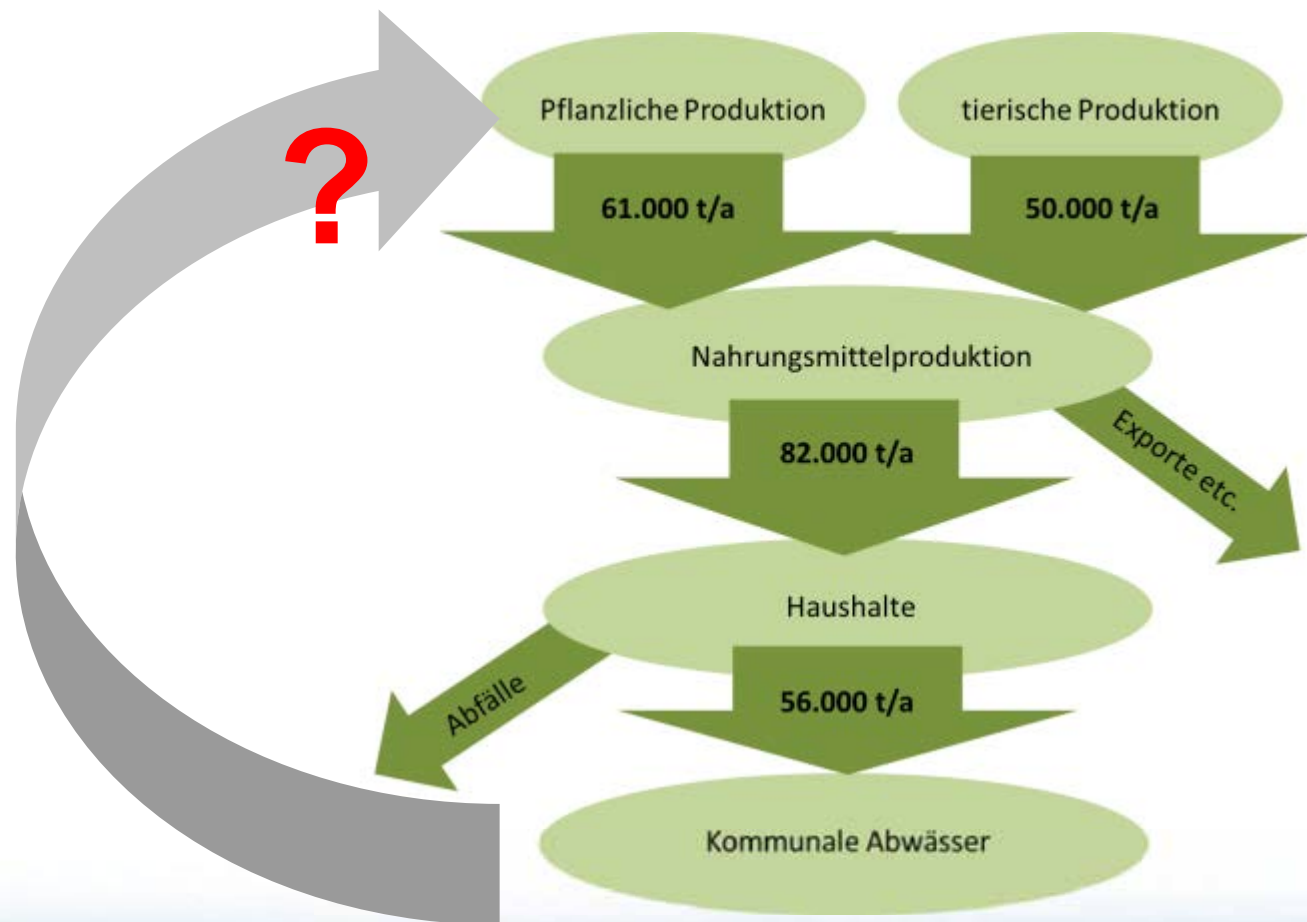 Pflanzliche Produktion
tierische Produktion
?
61.000 t/a
50.000 t/a
Nahrungsmittelproduktion
82.000 t/a
Exporte etc.
Haushalte
Abfälle
56.000 t/a
Kommunale Abwässer